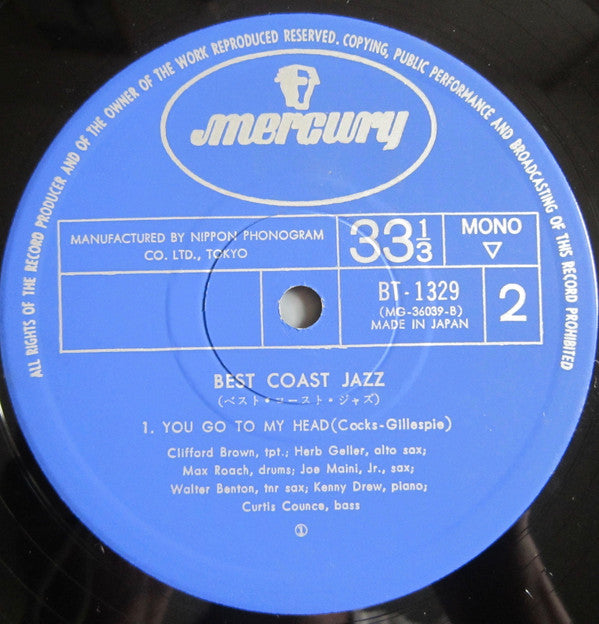 ALL RIGHTS OF THE RECORD PRODUCER AND OF THE OWNER OF THE WORK REPRODUCED RESERVED. COPYING, PUBLIC PERFORMANCE AND BROADCASTING OF THIS RECORD PROHIBITED
mercury
MANUFACTURED BY NIPPON PHONOGRAM
CO. LTD., TOKYO
33 1/3
MONO
▽
BT-1329
(MG-36039-B)
MADE IN JAPAN
2
BEST COAST JAZZ
(ベスト・コースト・ジャズ)
1. YOU GO TO MY HEAD(Cocks-Gillespie)
Clifford Brown, tpt.; Herb Geller, alto sax;
Max Roach, drums; Joe Maini, Jr., sax;
Walter Benton, tnr sax; Kenny Drew, piano;
Curtis Counce, bass
①